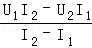 U₁I₂ − U₂I₁
I₂ − I₁